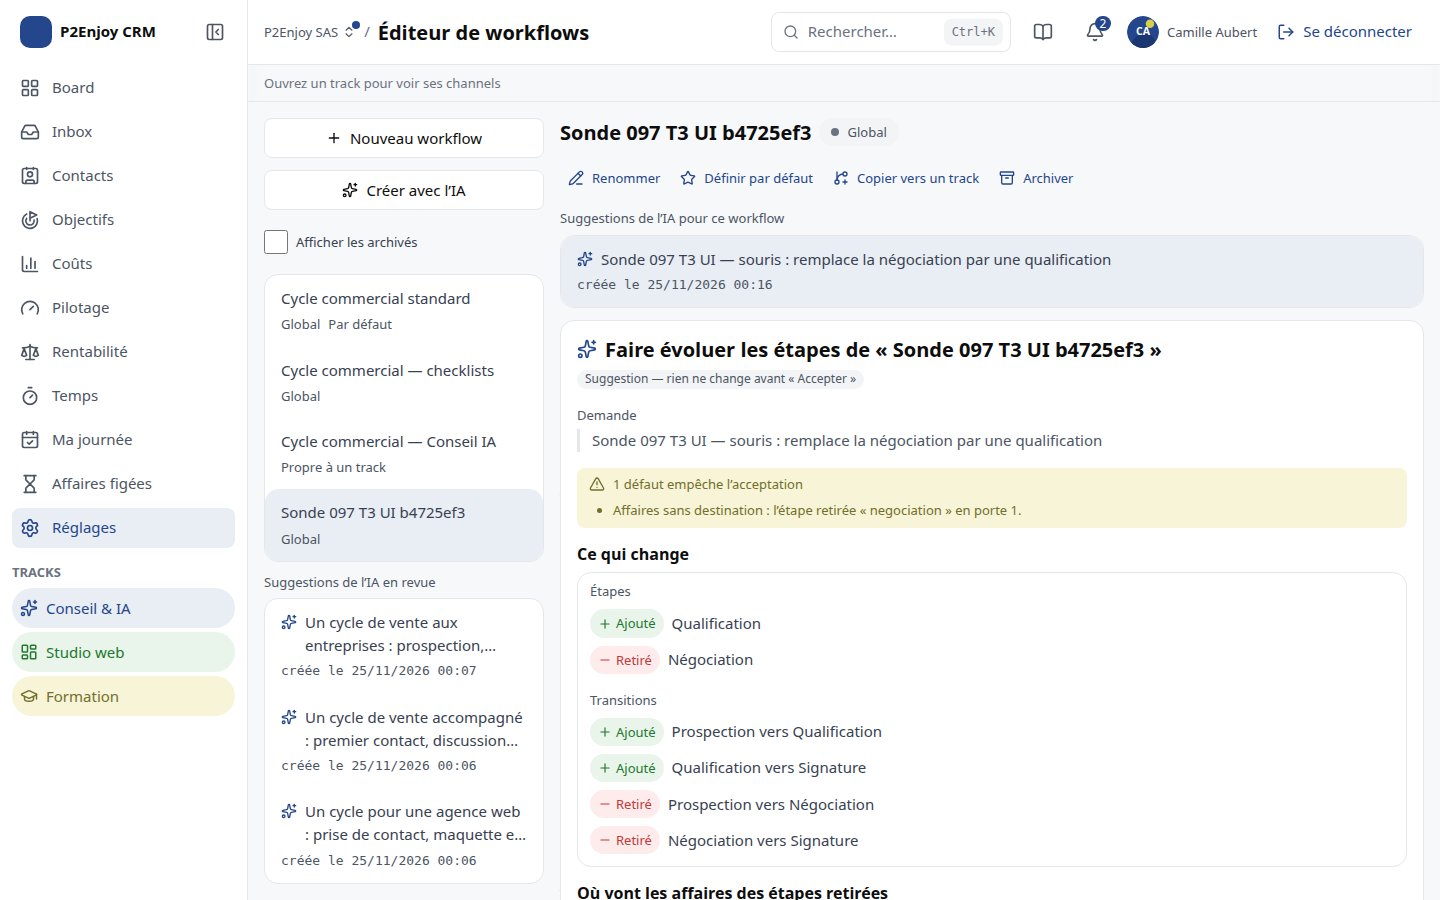 P2Enjoy CRM
Board
Inbox
Contacts
Objectifs
Coûts
Pilotage
Rentabilité
Temps
Ma journée
Affaires figées
Réglages
TRACKS
Conseil & IA
Studio web
Formation
P2Enjoy SAS / Éditeur de workflows
Rechercher... Ctrl+K
2
CA Camille Aubert
Se déconnecter
Ouvrez un track pour voir ses channels
Nouveau workflow
Créer avec l'IA
Afficher les archivés
Cycle commercial standard
Global Par défaut
Cycle commercial — checklists
Global
Cycle commercial — Conseil IA
Propre à un track
Sonde 097 T3 UI b4725ef3
Global
Suggestions de l'IA en revue
Un cycle de vente aux
entreprises : prospection,...
créée le 25/11/2026 00:07
Un cycle de vente accompagné
: premier contact, discussion...
créée le 25/11/2026 00:06
Un cycle pour une agence web
: prise de contact, maquette e...
créée le 25/11/2026 00:06
Sonde 097 T3 UI b4725ef3 Global
Renommer Définir par défaut Copier vers un track Archiver
Suggestions de l'IA pour ce workflow
Sonde 097 T3 UI — souris : remplace la négociation par une qualification
créée le 25/11/2026 00:16
Faire évoluer les étapes de « Sonde 097 T3 UI b4725ef3 »
Suggestion — rien ne change avant « Accepter »
Demande
Sonde 097 T3 UI — souris : remplace la négociation par une qualification
1 défaut empêche l'acceptation
Affaires sans destination : l'étape retirée « negociation » en porte 1.
Ce qui change
Étapes
Ajouté Qualification
Retiré Négociation
Transitions
Ajouté Prospection vers Qualification
Ajouté Qualification vers Signature
Retiré Prospection vers Négociation
Retiré Négociation vers Signature
Où vont les affaires des étapes retirées